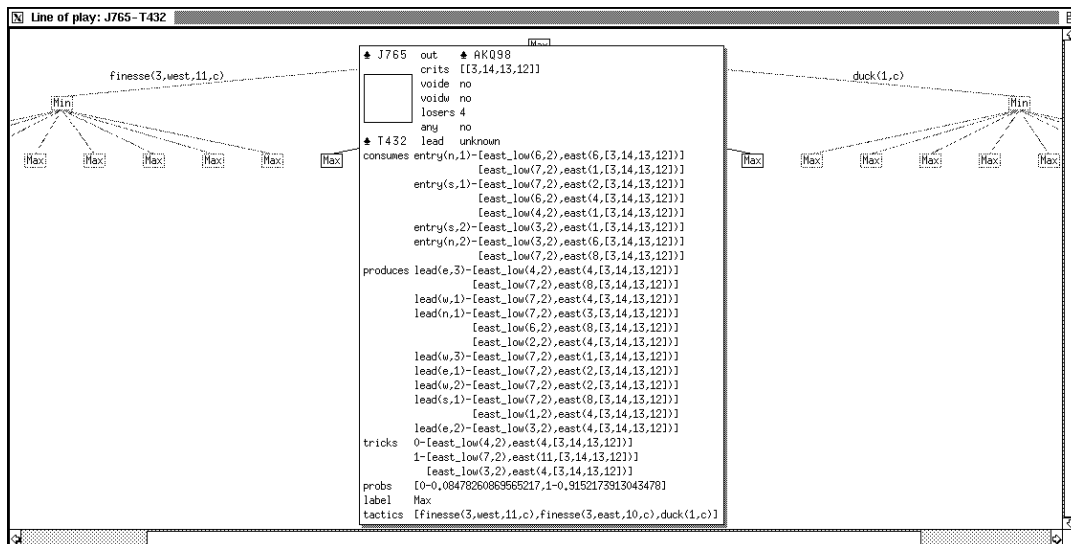 Line of play: J765-T432
Max
♠ J765 out ♠ AKQ98
crits [[3,14,13,12]]
voide no
voidw no
losers 4
any no
♠ T432 lead unknown
finesse(3,west,11,c)
duck(1,c)
Min
Min
Max Max Max Max Max Max Max Max Max Max Max Max
consumes entry(n,1)-[east_low(6,2),east(6,[3,14,13,12])]
[east_low(7,2),east(1,[3,14,13,12])]
entry(s,1)-[east_low(7,2),east(2,[3,14,13,12])]
[east_low(6,2),east(4,[3,14,13,12])]
[east_low(4,2),east(1,[3,14,13,12])]
entry(s,2)-[east_low(3,2),east(1,[3,14,13,12])]
entry(n,2)-[east_low(3,2),east(6,[3,14,13,12])]
[east_low(7,2),east(8,[3,14,13,12])]
produces lead(e,3)-[east_low(4,2),east(4,[3,14,13,12])]
[east_low(7,2),east(8,[3,14,13,12])]
lead(w,1)-[east_low(7,2),east(4,[3,14,13,12])]
lead(n,1)-[east_low(7,2),east(3,[3,14,13,12])]
[east_low(6,2),east(8,[3,14,13,12])]
[east_low(2,2),east(4,[3,14,13,12])]
lead(w,3)-[east_low(7,2),east(1,[3,14,13,12])]
lead(e,1)-[east_low(7,2),east(2,[3,14,13,12])]
lead(w,2)-[east_low(7,2),east(4,[3,14,13,12])]
lead(s,1)-[east_low(7,2),east(8,[3,14,13,12])]
[east_low(1,2),east(4,[3,14,13,12])]
lead(e,2)-[east_low(3,2),east(4,[3,14,13,12])]
tricks 0-[east_low(4,2),east(4,[3,14,13,12])]
1-[east_low(7,2),east(11,[3,14,13,12])]
[east_low(3,2),east(4,[3,14,13,12])]
probs [0-0.08478260869565217,1-0.9152173913043478]
label Max
tactics [finesse(3,west,11,c),finesse(3,east,10,c),duck(1,c)]